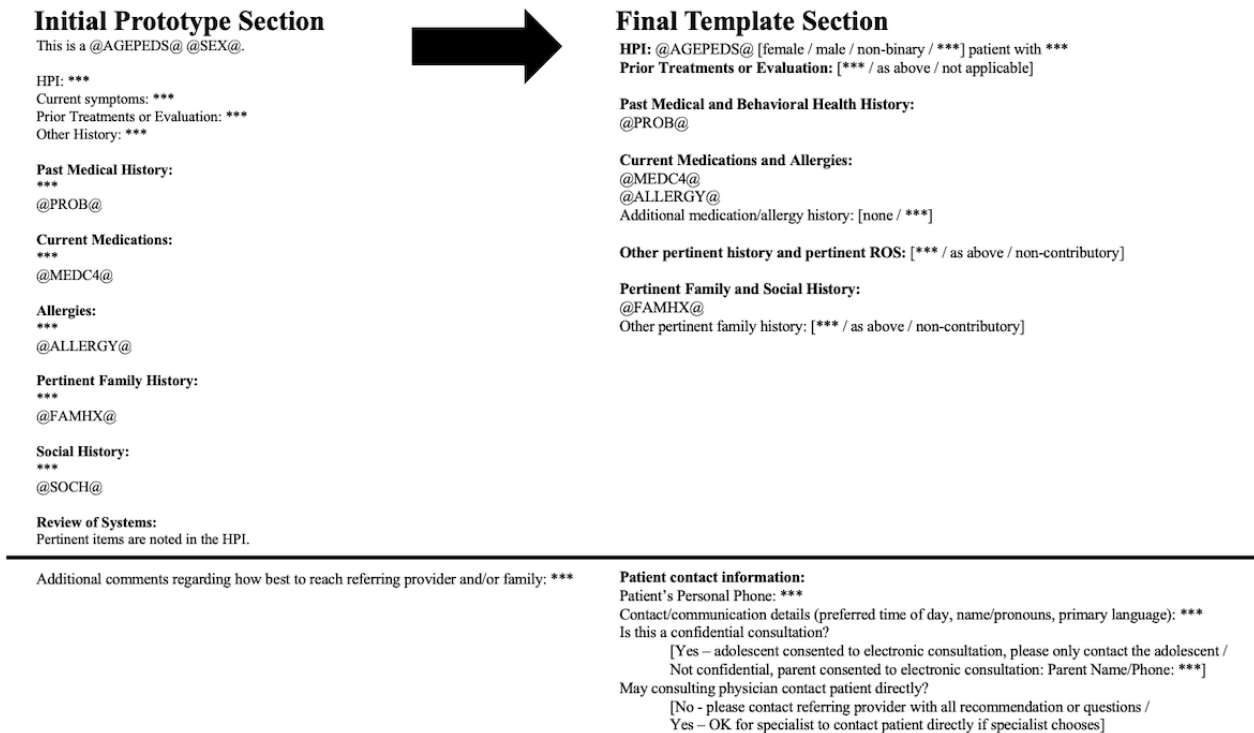 Initial Prototype Section
This is a @AGEPEDS@ @SEX@.
HPI: ***
Current symptoms: ***
Prior Treatments or Evaluation: ***
Other History: ***
Past Medical History:
***
@PROB@
Current Medications:
***
@MEDC4@
Allergies:
***
@ALLERGY@
Pertinent Family History:
***
@FAMHX@
Social History:
***
@SOCH@
Review of Systems:
Pertinent items are noted in the HPI.
Final Template Section
HPI: @AGEPEDS@ [female / male / non-binary / ***] patient with ***
Prior Treatments or Evaluation: [*** / as above / not applicable]
Past Medical and Behavioral Health History:
@PROB@
Current Medications and Allergies:
@MEDC4@
@ALLERGY@
Additional medication/allergy history: [none / ***]
Other pertinent history and pertinent ROS: [*** / as above / non-contributory]
Pertinent Family and Social History:
@FAMHX@
Other pertinent family history: [*** / as above / non-contributory]
Additional comments regarding how best to reach referring provider and/or family: ***
Patient contact information:
Patient's Personal Phone: ***
Contact/communication details (preferred time of day, name/pronouns, primary language): ***
Is this a confidential consultation?
[Yes – adolescent consented to electronic consultation, please only contact the adolescent /
Not confidential, parent consented to electronic consultation: Parent Name/Phone: ***]
May consulting physician contact patient directly?
[No - please contact referring provider with all recommendation or questions /
Yes – OK for specialist to contact patient directly if specialist chooses]